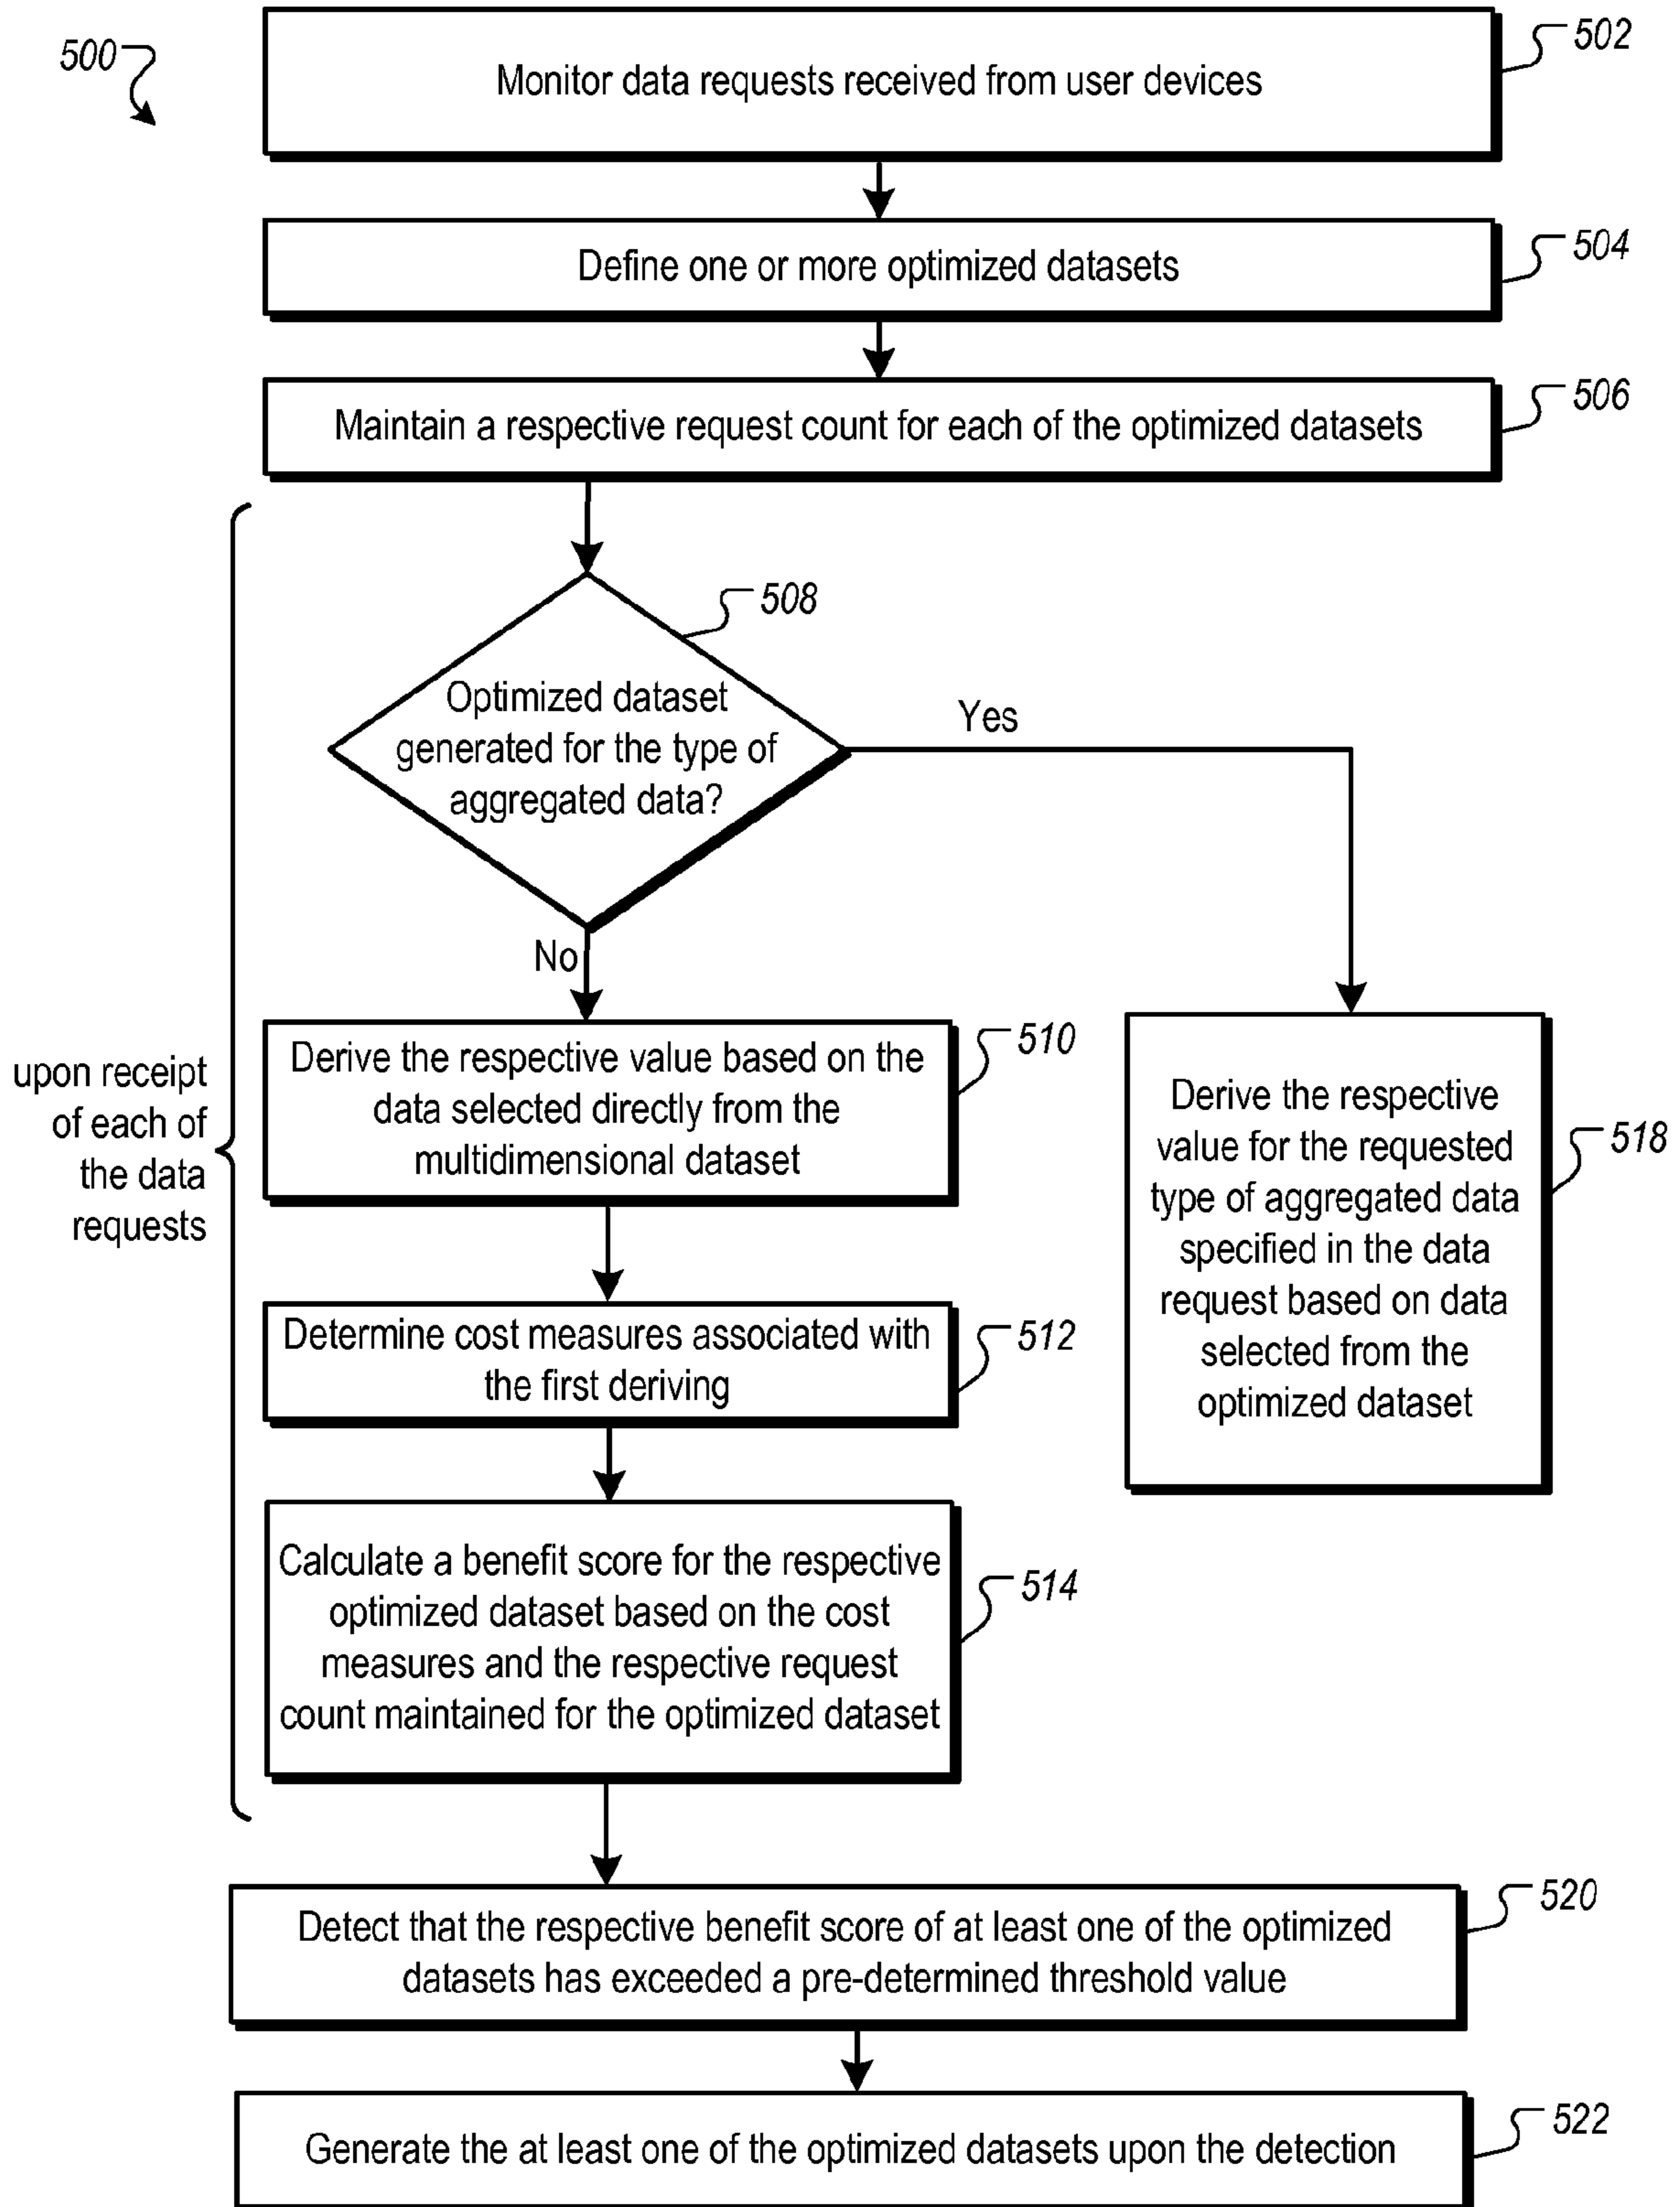 500
Monitor data requests received from user devices
502
Define one or more optimized datasets
504
Maintain a respective request count for each of the optimized datasets
506
508
Optimized dataset
generated for the type of
aggregated data?
Yes
No
upon receipt
of each of
the data
requests
Derive the respective value based on the
data selected directly from the
multidimensional dataset
510
Derive the respective
value for the requested
type of aggregated data
specified in the data
request based on data
selected from the
optimized dataset
518
Determine cost measures associated with
the first deriving
512
Calculate a benefit score for the respective
optimized dataset based on the cost
measures and the respective request
count maintained for the optimized dataset
514
Detect that the respective benefit score of at least one of the optimized
datasets has exceeded a pre-determined threshold value
520
Generate the at least one of the optimized datasets upon the detection
522